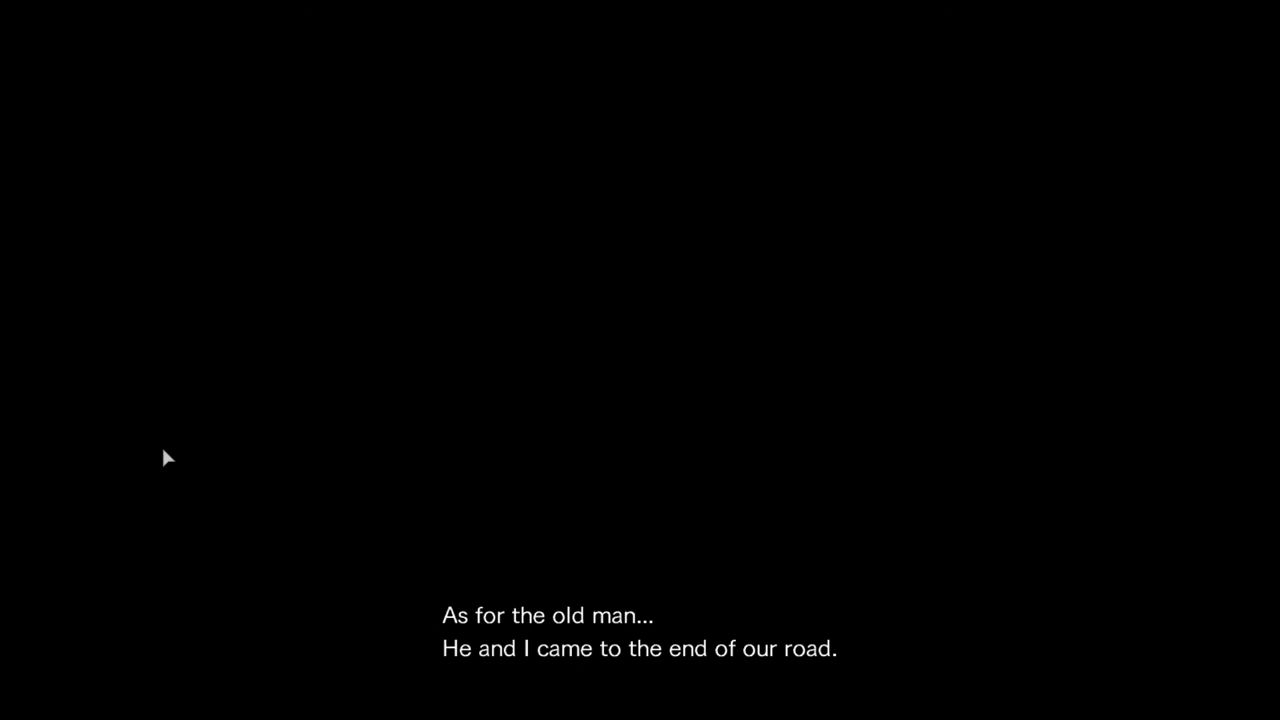 As for the old man...
He and I came to the end of our road.